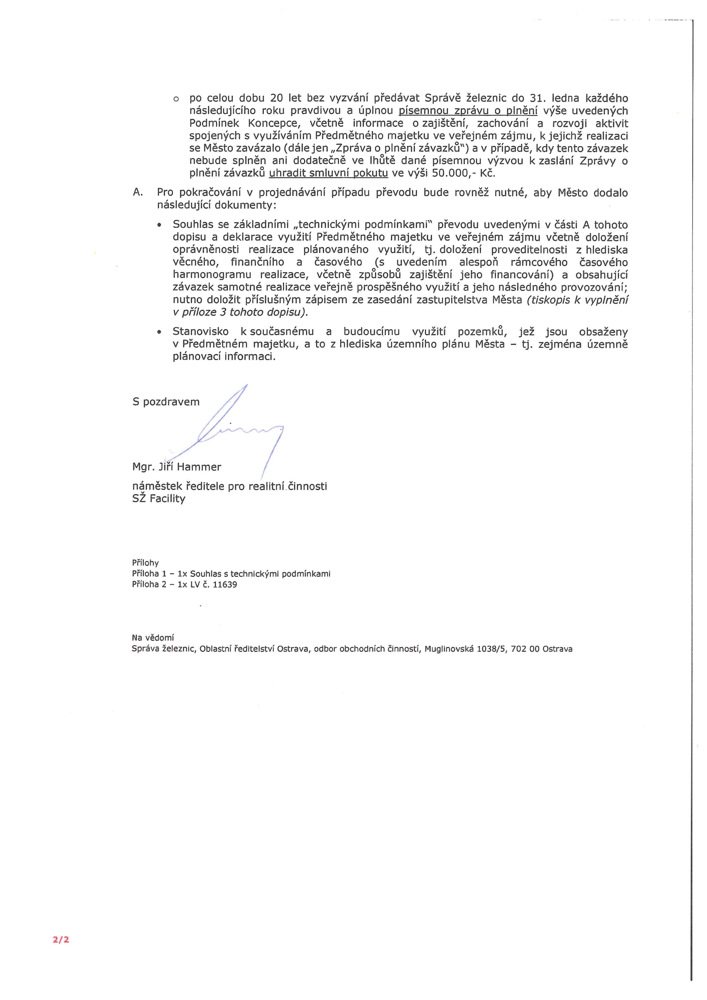 o po celou dobu 20 let bez vyzvání předávat Správě železnic do 31. ledna každého
následujícího roku pravdivou a úplnou písemnou zprávu o plnění výše uvedených
Podmínek Koncepce, včetně informace o zajištění, zachování a rozvoji aktivit
spojených s využíváním Předmětného majetku ve veřejném zájmu, k jejichž realizaci
se Město zavázalo (dále jen „Zpráva o plnění závazků“) a v případě, kdy tento závazek
nebude splněn ani dodatečně ve lhůtě dané písemnou výzvou k zaslání Zprávy o
plnění závazků uhradit smluvní pokutu ve výši 50.000,- Kč.
A. Pro pokračování v projednávání případu převodu bude rovněž nutné, aby Město dodalo
následující dokumenty:
• Souhlas se základními „technickými podmínkami“ převodu uvedenými v části A tohoto
dopisu a deklarace využití Předmětného majetku ve veřejném zájmu včetně doložení
oprávněnosti realizace plánovaného využití, tj. doložení proveditelnosti z hlediska
věcného, finančního a časového (s uvedením alespoň rámcového časového
harmonogramu realizace, včetně způsobů zajištění jeho financování) a obsahující
závazek samotné realizace veřejně prospěšného využití a jeho následného provozování;
nutno doložit příslušným zápisem ze zasedání zastupitelstva Města (tiskopis k vyplnění
v příloze 3 tohoto dopisu).
• Stanovisko k současnému a budoucímu využití pozemků, jež jsou obsaženy
v Předmětném majetku, a to z hlediska územního plánu Města – tj. zejména územně
plánovací informaci.
S pozdravem
Mgr. Jiří Hammer
náměstek ředitele pro realitní činnosti
SŽ Facility
Přílohy
Příloha 1 – 1x Souhlas s technickými podmínkami
Příloha 2 – 1x LV č. 11639
Na vědomí
Správa železnic, Oblastní ředitelství Ostrava, odbor obchodních činností, Muglinovská 1038/5, 702 00 Ostrava
2/2